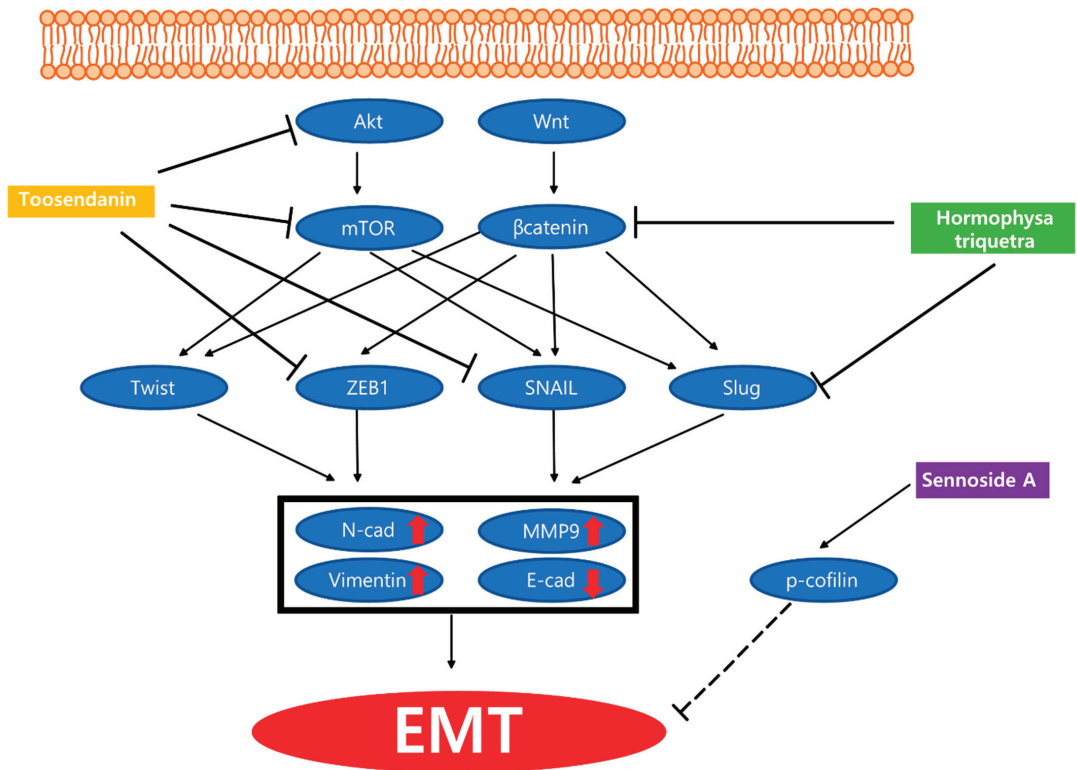 Akt
Wnt
Toosendanin
mTOR
βcatenin
Hormophysa
triquetra
Twist
ZEB1
SNAIL
Slug
Sennoside A
N-cad
MMP9
Vimentin
E-cad
p-cofilin
EMT